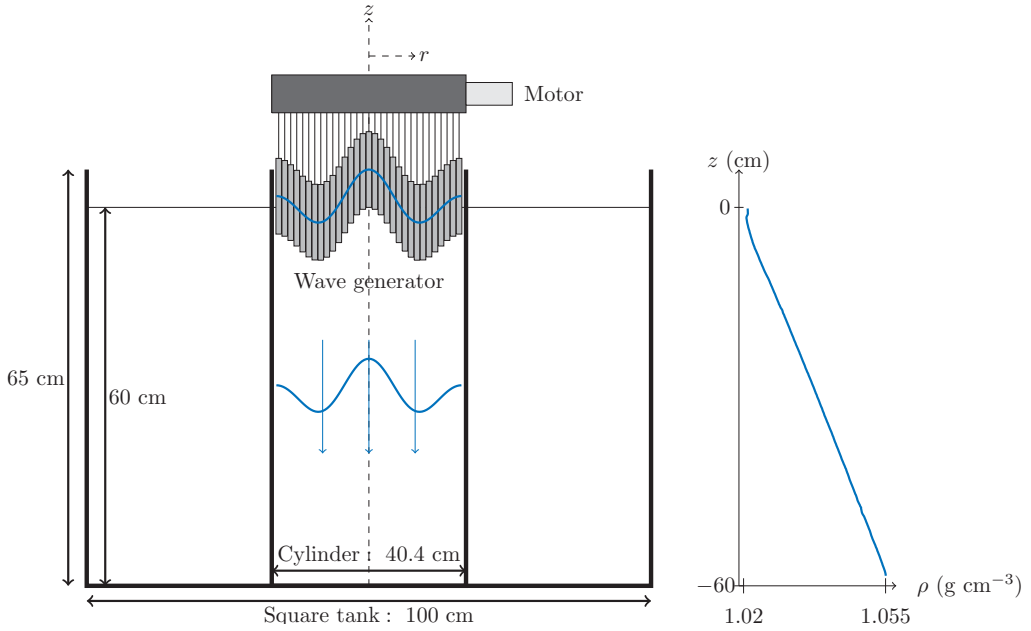 z
r
Motor
Wave generator
65 cm
60 cm
Cylinder : 40.4 cm
Square tank : 100 cm
z (cm)
0
−60
ρ (g cm⁻³)
1.02
1.055